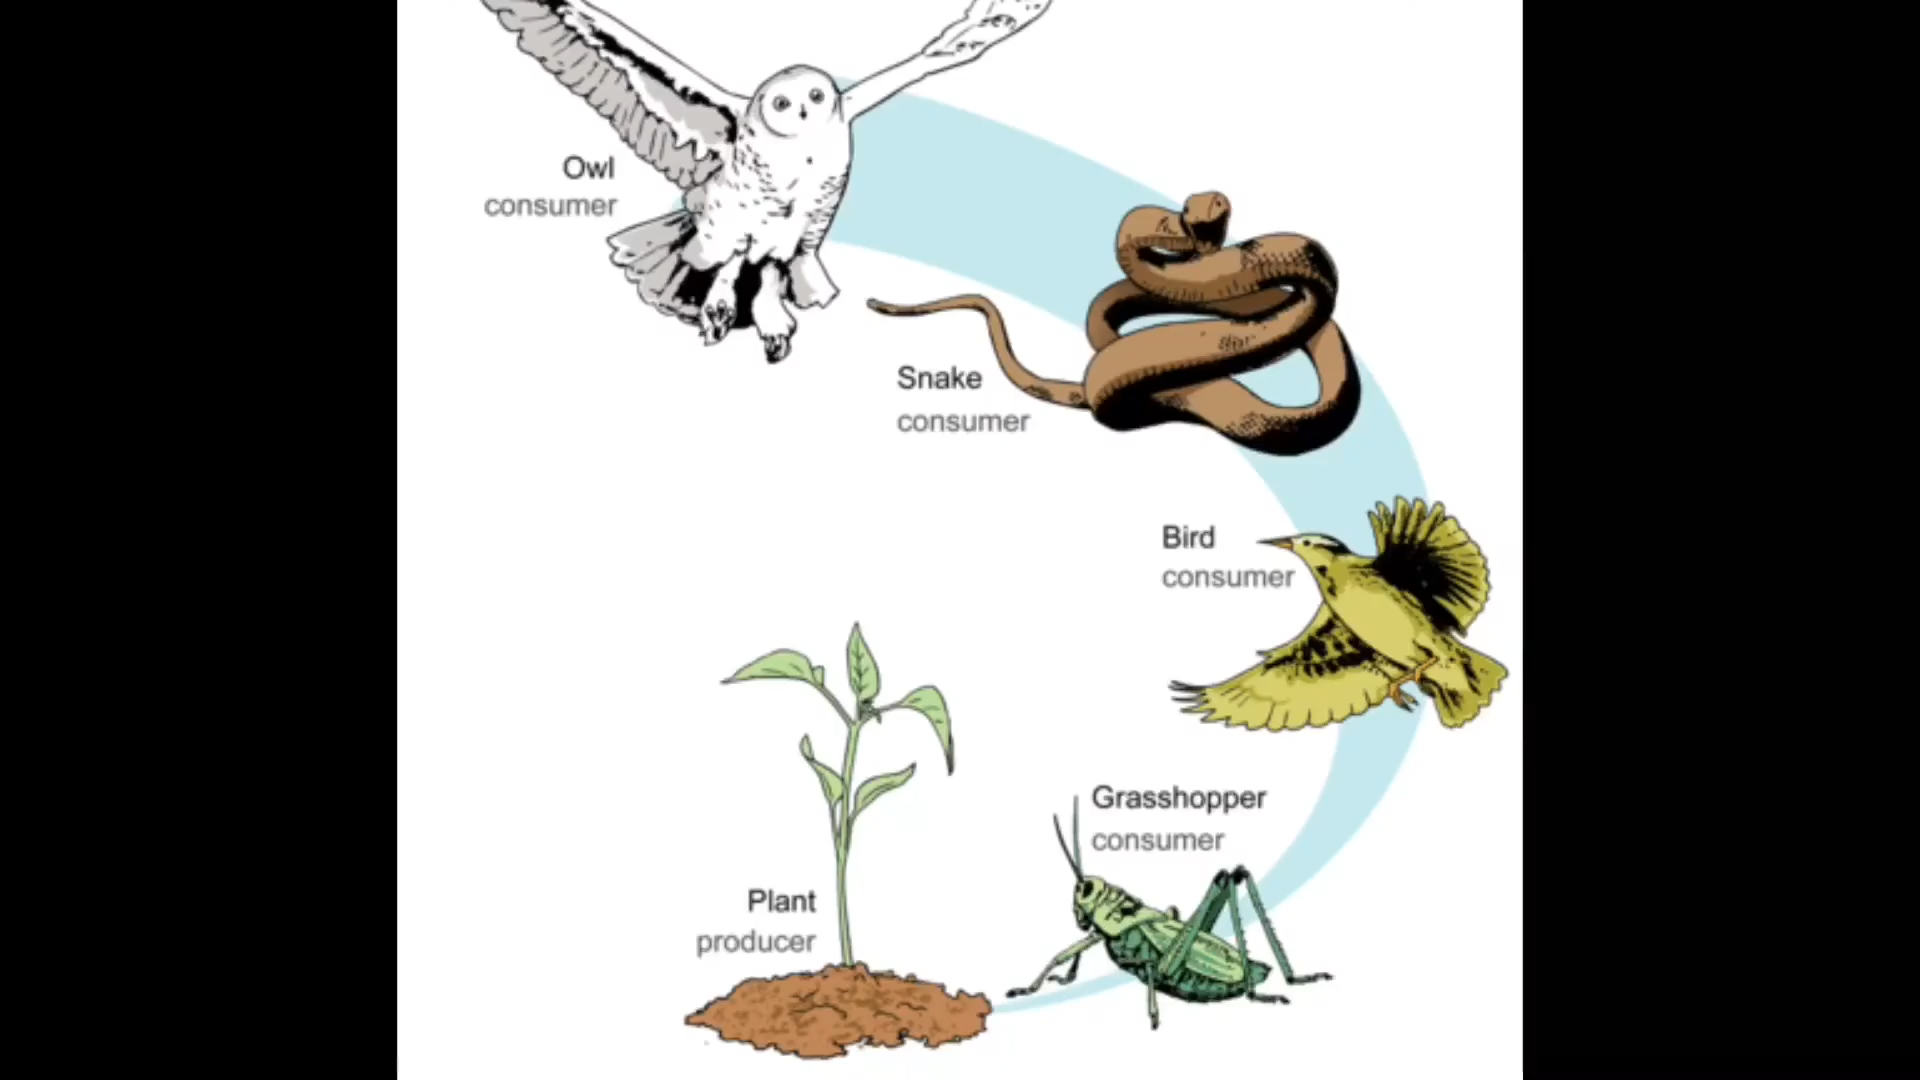 Owl
consumer
Snake
consumer
Bird
consumer
Grasshopper
consumer
Plant
producer